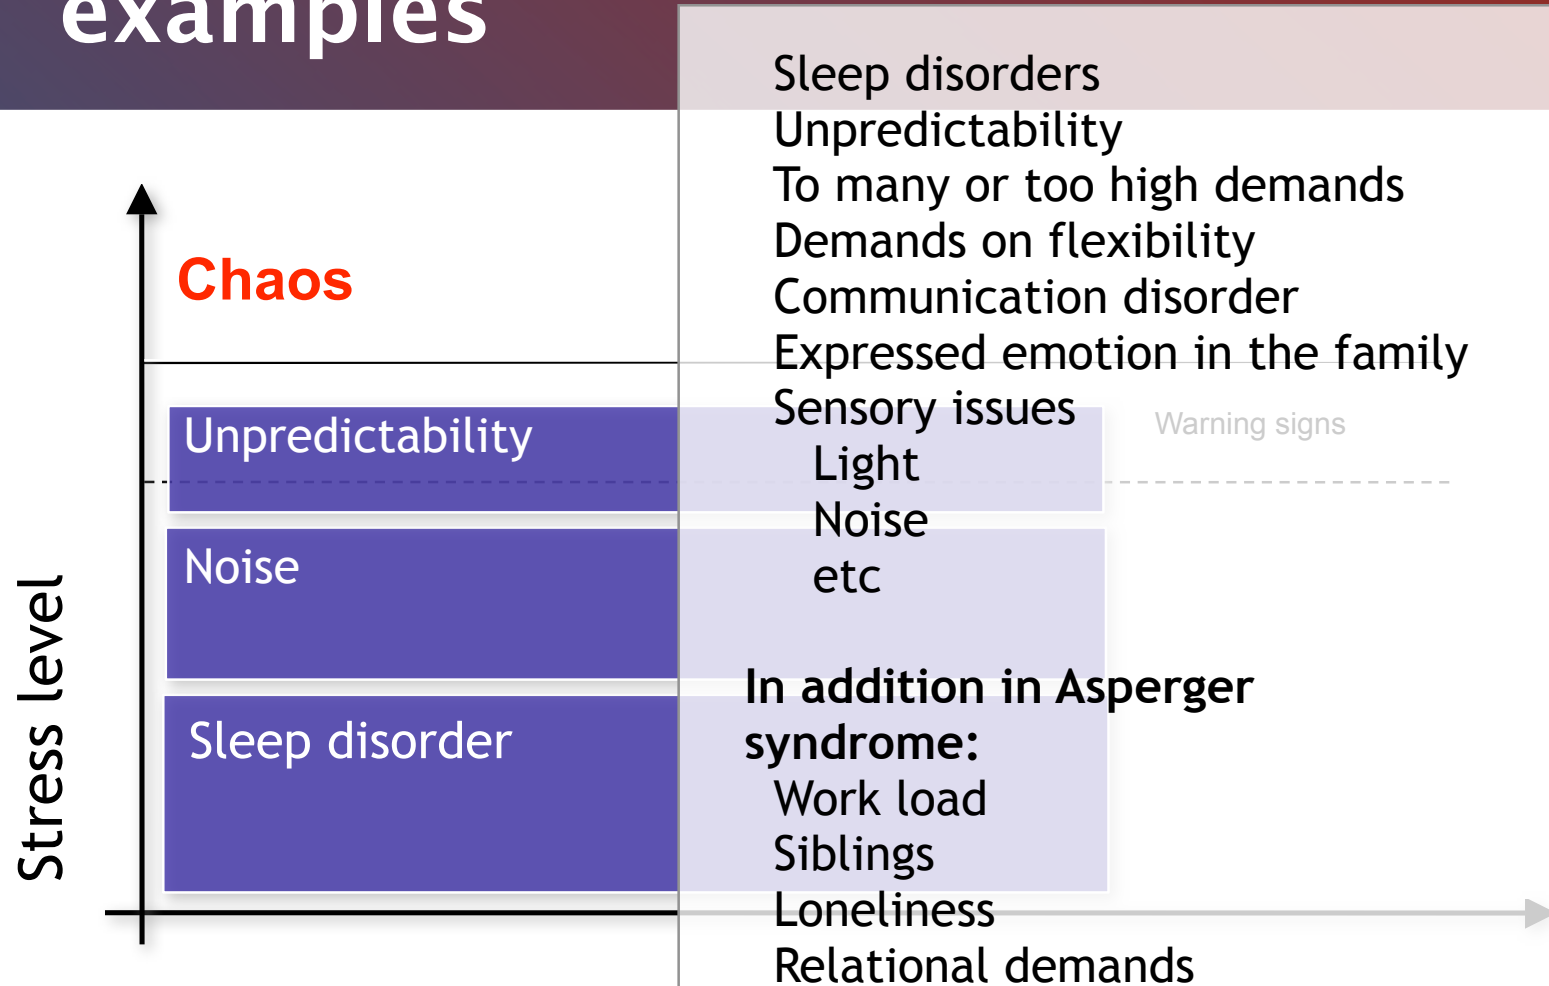 examples
Chaos
Unpredictability
Noise
Sleep disorder
Stress level
Sleep disorders
Unpredictability
To many or too high demands
Demands on flexibility
Communication disorder
Expressed emotion in the family
Sensory issues
Light
Noise
etc
Warning signs
In addition in Asperger
syndrome:
Work load
Siblings
Loneliness
Relational demands